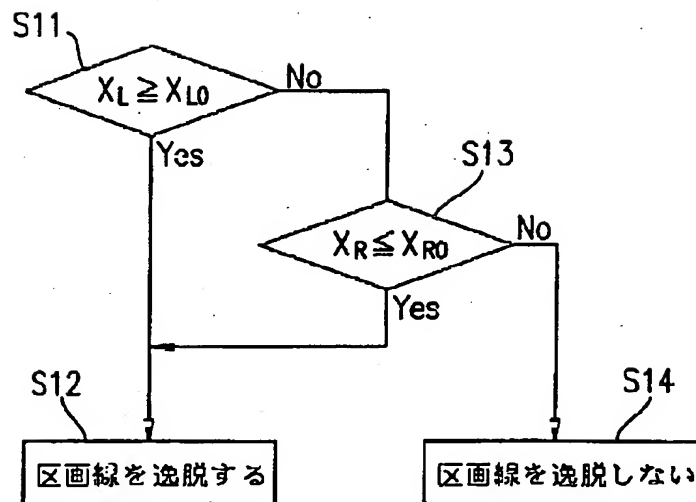 S11
X_L ≧ X_L0
No
Yes
S13
X_R ≦ X_R0
No
Yes
S12
S14
区画線を逸脱する
区画線を逸脱しない